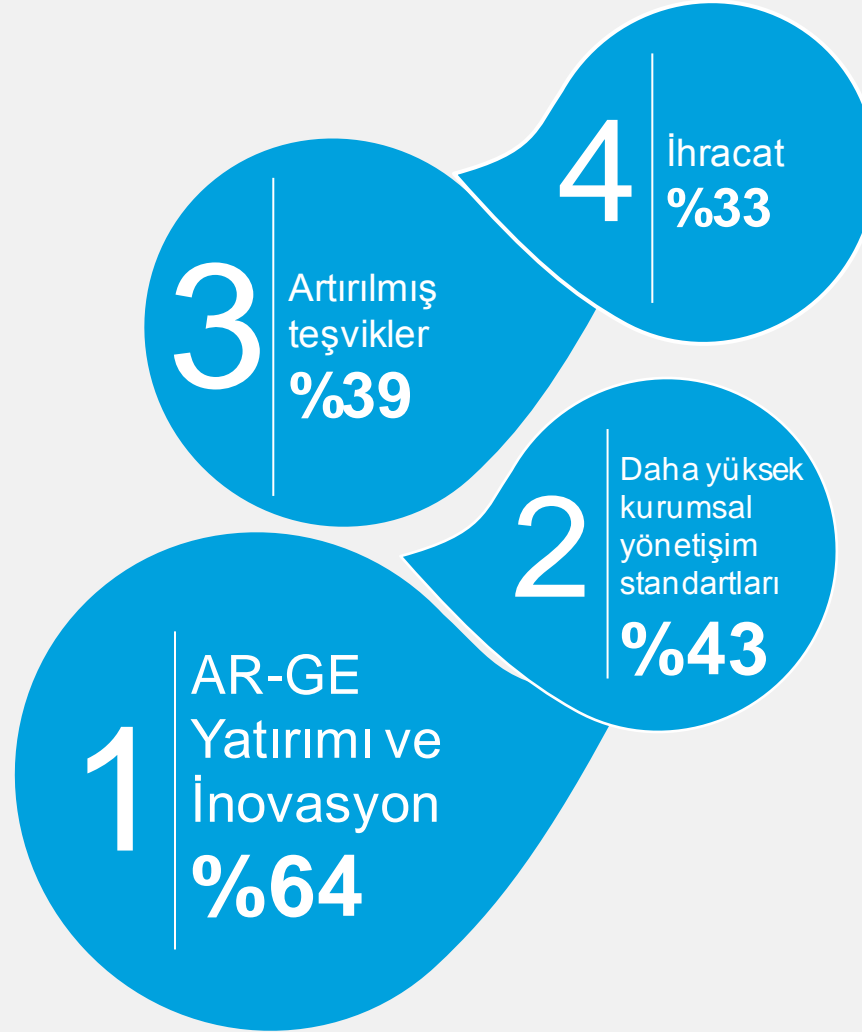 4
İhracat
%33
3
Artırılmış
teşvikler
%39
2
Daha yüksek
kurumsal
yönetişim
standartları
%43
1
AR-GE
Yatırımı ve
İnovasyon
%64